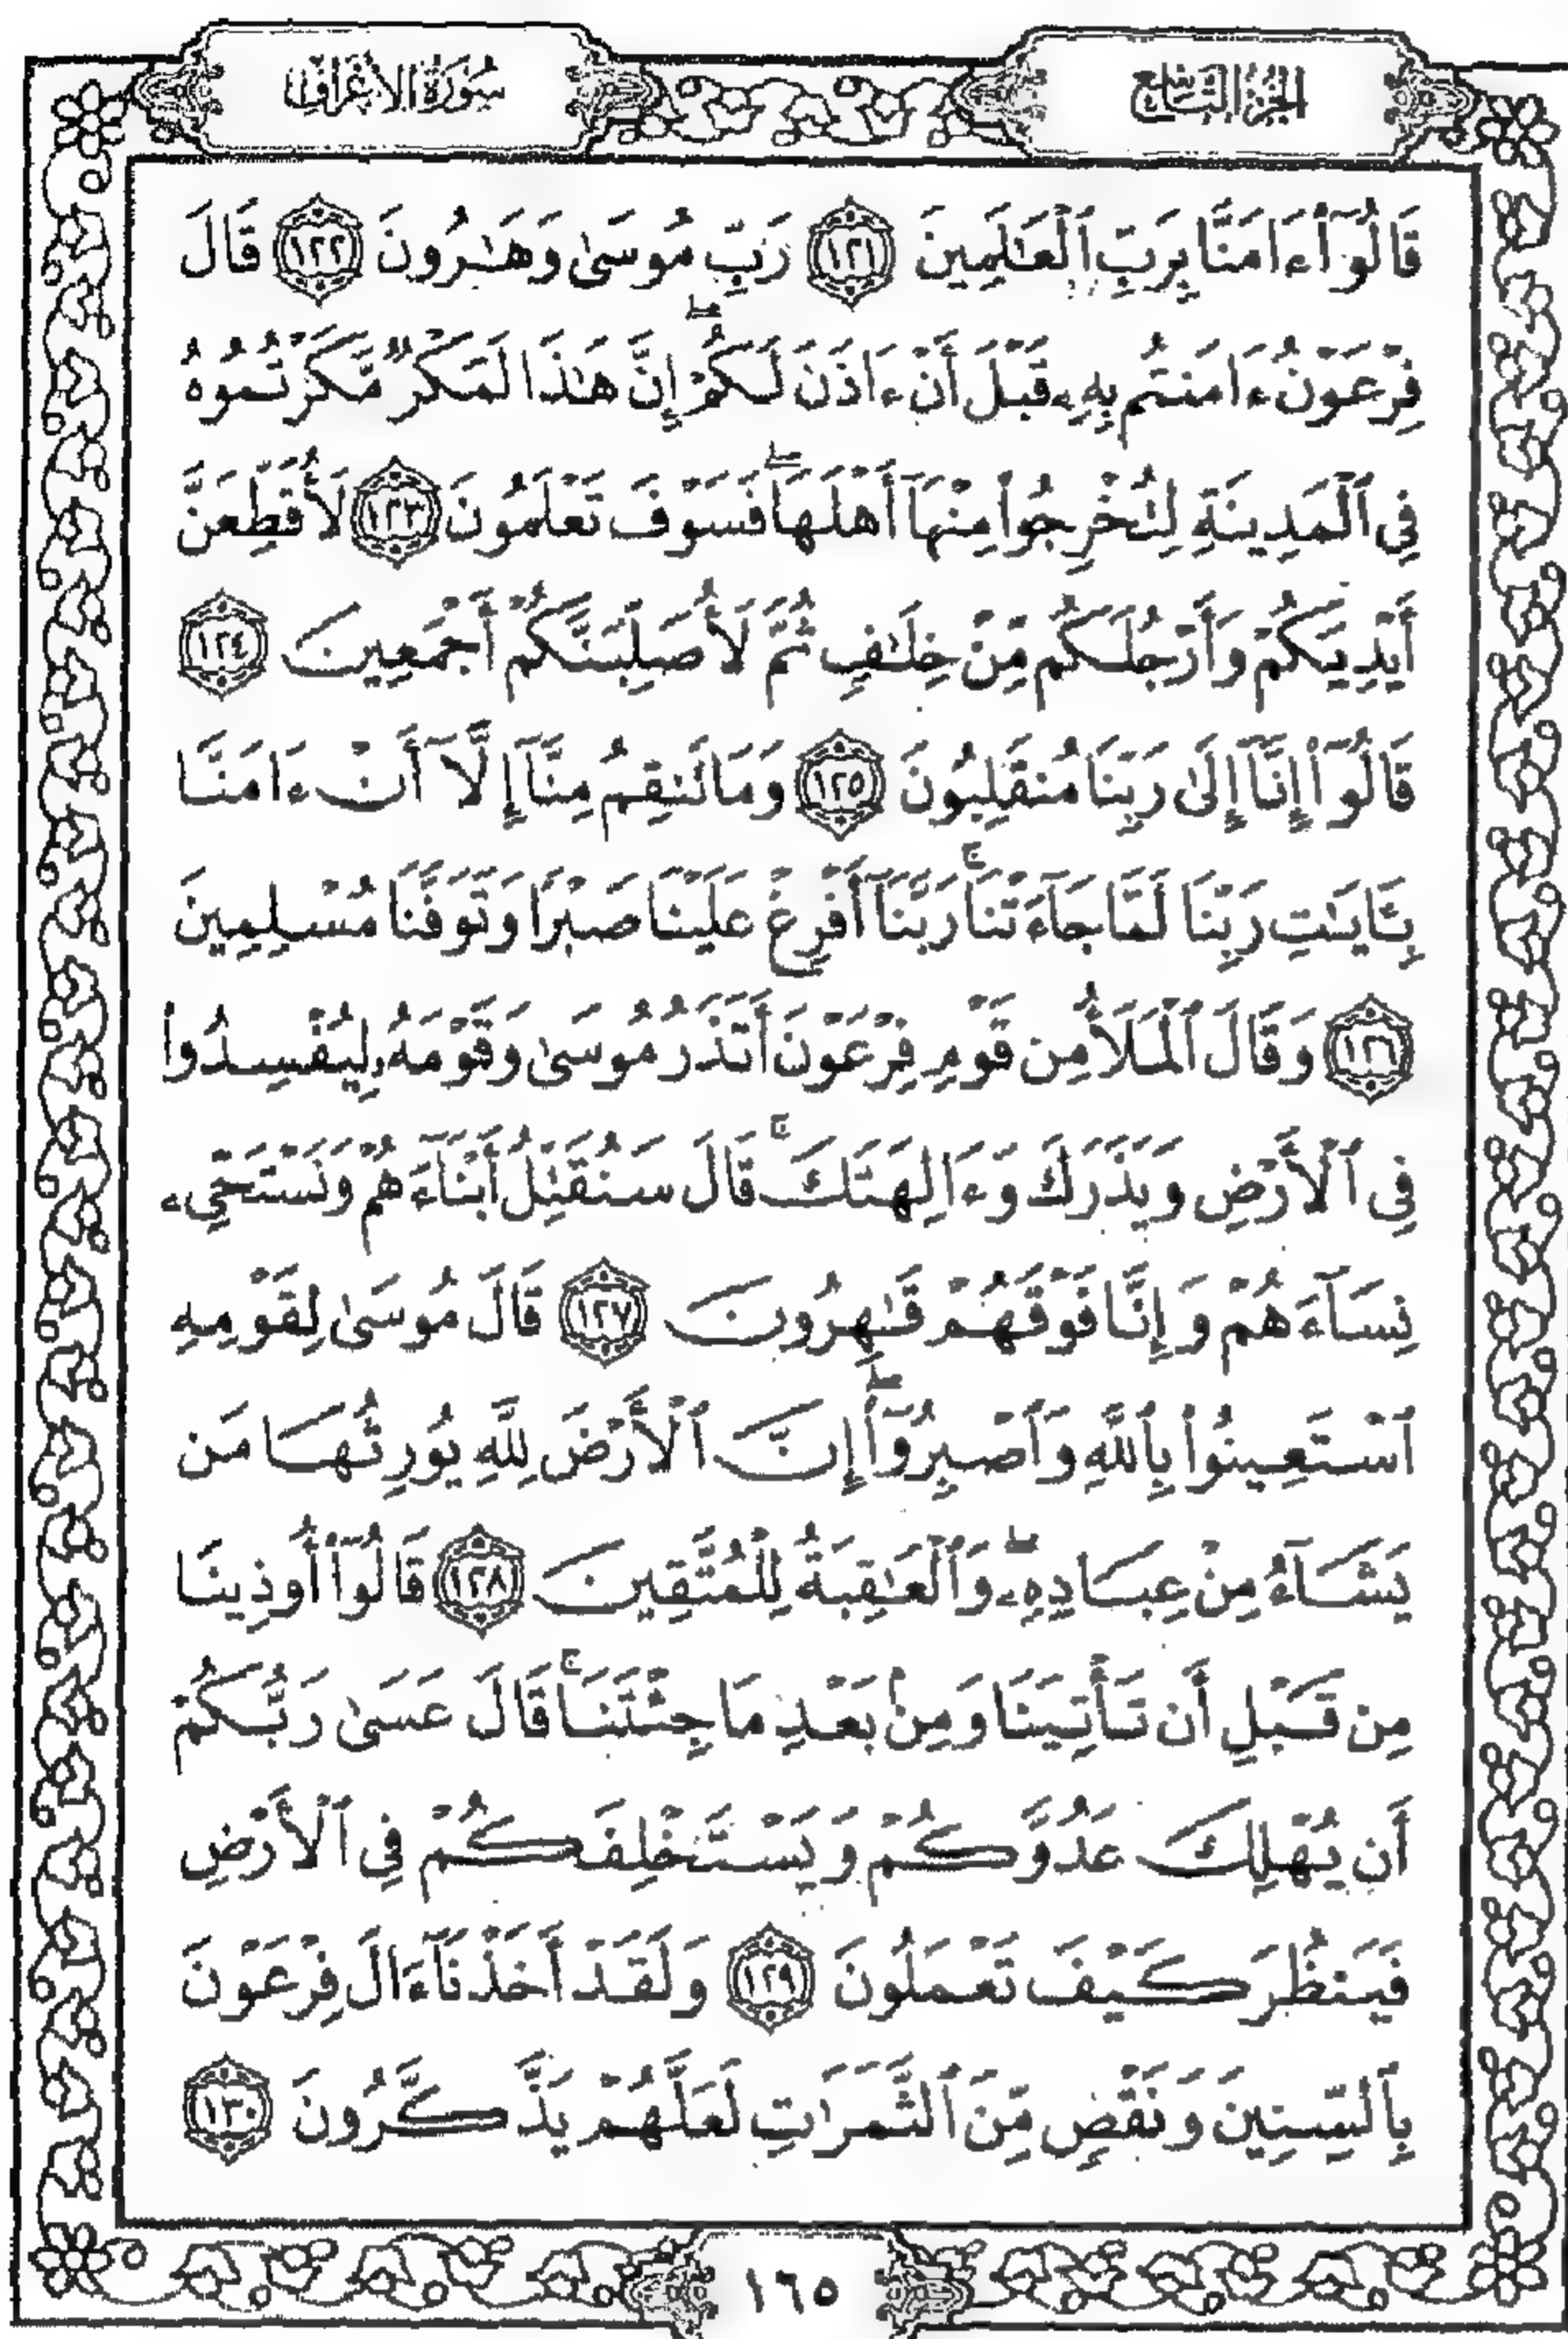 الجزء التاسع
سورة الأعراف
قَالُوٓا۟ ءَامَنَّا بِرَبِّ ٱلْعَٰلَمِينَ ١٢١ رَبِّ مُوسَىٰ وَهَٰرُونَ ١٢٢ قَالَ
فِرْعَوْنُ ءَامَنتُم بِهِۦ قَبْلَ أَنْ ءَاذَنَ لَكُمْ ۖ إِنَّ هَٰذَا لَمَكْرٌ مَّكَرْتُمُوهُ
فِى ٱلْمَدِينَةِ لِتُخْرِجُوا۟ مِنْهَآ أَهْلَهَا ۖ فَسَوْفَ تَعْلَمُونَ ١٢٣ لَأُقَطِّعَنَّ
أَيْدِيَكُمْ وَأَرْجُلَكُم مِّنْ خِلَٰفٍ ثُمَّ لَأُصَلِّبَنَّكُمْ أَجْمَعِينَ ١٢٤
قَالُوٓا۟ إِنَّآ إِلَىٰ رَبِّنَا مُنقَلِبُونَ ١٢٥ وَمَا تَنقِمُ مِنَّآ إِلَّآ أَنْ ءَامَنَّا
بِـَٔايَٰتِ رَبِّنَا لَمَّا جَآءَتْنَا ۚ رَبَّنَآ أَفْرِغْ عَلَيْنَا صَبْرًا وَتَوَفَّنَا مُسْلِمِينَ
١٢٦ وَقَالَ ٱلْمَلَأُ مِن قَوْمِ فِرْعَوْنَ أَتَذَرُ مُوسَىٰ وَقَوْمَهُۥ لِيُفْسِدُوا۟
فِى ٱلْأَرْضِ وَيَذَرَكَ وَءَالِهَتَكَ ۚ قَالَ سَنُقَتِّلُ أَبْنَآءَهُمْ وَنَسْتَحْىِۦ
نِسَآءَهُمْ وَإِنَّا فَوْقَهُمْ قَٰهِرُونَ ١٢٧ قَالَ مُوسَىٰ لِقَوْمِهِ
ٱسْتَعِينُوا۟ بِٱللَّهِ وَٱصْبِرُوٓا۟ ۖ إِنَّ ٱلْأَرْضَ لِلَّهِ يُورِثُهَا مَن
يَشَآءُ مِنْ عِبَادِهِۦ ۖ وَٱلْعَٰقِبَةُ لِلْمُتَّقِينَ ١٢٨ قَالُوٓا۟ أُوذِينَا
مِن قَبْلِ أَن تَأْتِيَنَا وَمِنۢ بَعْدِ مَا جِئْتَنَا ۚ قَالَ عَسَىٰ رَبُّكُمْ
أَن يُهْلِكَ عَدُوَّكُمْ وَيَسْتَخْلِفَكُمْ فِى ٱلْأَرْضِ
فَيَنظُرَ كَيْفَ تَعْمَلُونَ ١٢٩ وَلَقَدْ أَخَذْنَآ ءَالَ فِرْعَوْنَ
بِٱلسِّنِينَ وَنَقْصٍ مِّنَ ٱلثَّمَرَٰتِ لَعَلَّهُمْ يَذَّكَّرُونَ ١٣٠
١٦٥